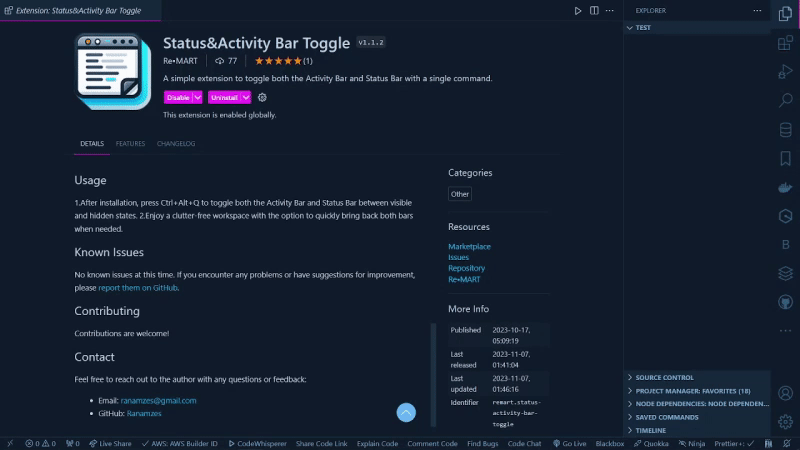 Extension: Status&Activity Bar Toggle
Status&Activity Bar Toggle v1.1.2
Re•MART 77 (1)
A simple extension to toggle both the Activity Bar and Status Bar with a single command.
Disable Uninstall
This extension is enabled globally.
DETAILS FEATURES CHANGELOG
Usage
1.After installation, press Ctrl+Alt+Q to toggle both the Activity Bar and Status Bar between visible
and hidden states. 2.Enjoy a clutter-free workspace with the option to quickly bring back both bars
when needed.
Known Issues
No known issues at this time. If you encounter any problems or have suggestions for improvement,
please report them on GitHub.
Contributing
Contributions are welcome!
Contact
Feel free to reach out to the author with any questions or feedback:
• Email: ranamzes@gmail.com
• GitHub: Ranamzes
Categories
Other
Resources
Marketplace
Issues
Repository
Re•MART
More Info
Published 2023-10-17,
05:09:19
Last 2023-11-07,
released 01:41:04
Last 2023-11-07,
updated 01:46:16
Identifier remart.status-
activity-bar-
toggle
EXPLORER
TEST
SOURCE CONTROL
PROJECT MANAGER: FAVORITES (18)
NODE DEPENDENCIES: NODE DEPENDEN...
SAVED COMMANDS
TIMELINE
0 0 0 Live Share AWS: AWS Builder ID CodeWhisperer Share Code Link Explain Code Comment Code Find Bugs Code Chat Go Live Blackbox Quokka Ninja Prettier+: